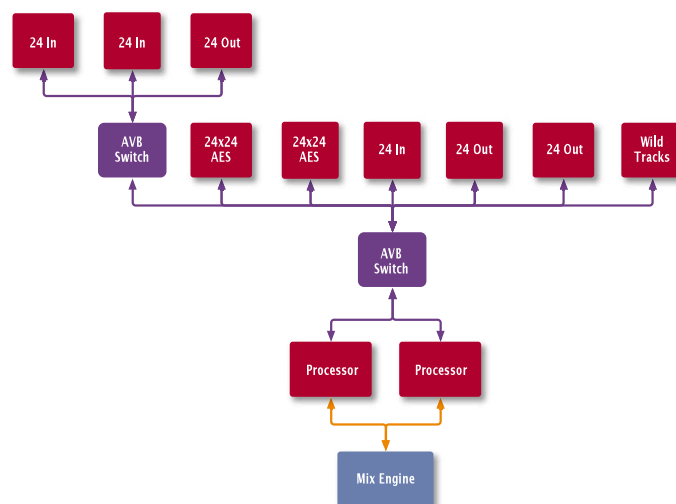 24 In
24 In
24 Out
AVB
Switch
24x24
AES
24x24
AES
24 In
24 Out
24 Out
Wild
Tracks
AVB
Switch
Processor
Processor
Mix Engine